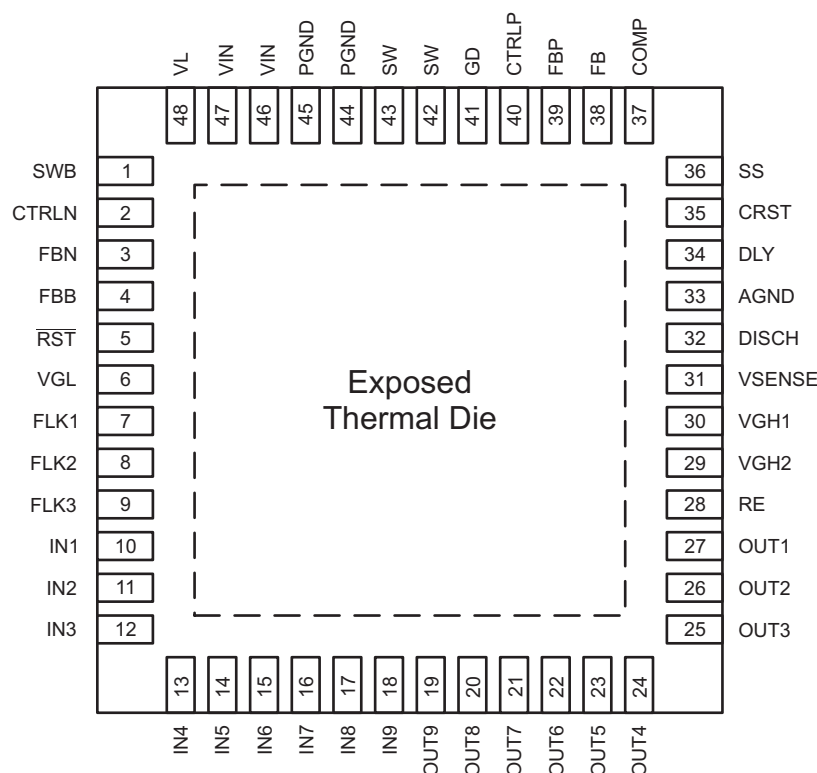 VL VIN VIN PGND PGND SW SW GD CTRLP FBP FB COMP
48 47 46 45 44 43 42 41 40 39 38 37
SWB 1 36 SS
CTRLN 2 35 CRST
FBN 3 34 DLY
FBB 4 33 AGND
RST 5 32 DISCH
VGL 6 31 VSENSE
FLK1 7 30 VGH1
FLK2 8 29 VGH2
FLK3 9 28 RE
IN1 10 27 OUT1
IN2 11 26 OUT2
IN3 12 25 OUT3
Exposed
Thermal Die
13 14 15 16 17 18 19 20 21 22 23 24
IN4 IN5 IN6 IN7 IN8 IN9 OUT9 OUT8 OUT7 OUT6 OUT5 OUT4